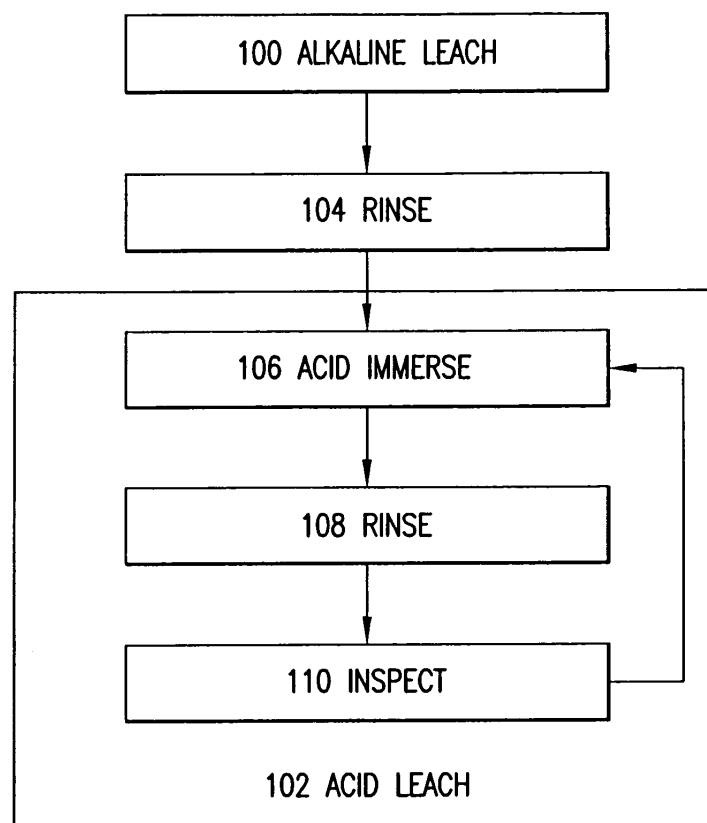 100 ALKALINE LEACH
104 RINSE
106 ACID IMMERSE
108 RINSE
110 INSPECT
102 ACID LEACH